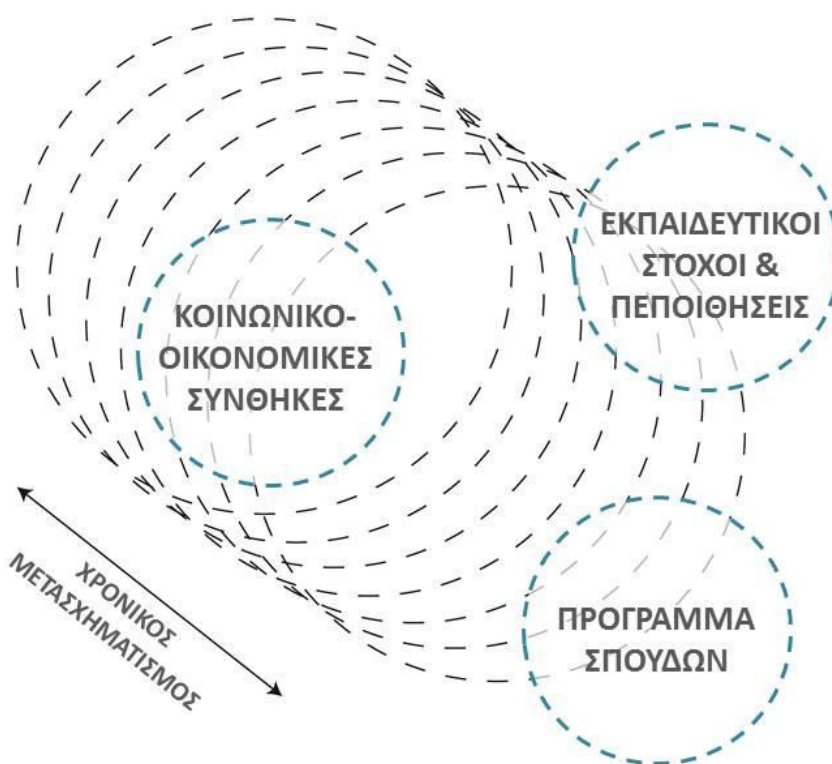 ΕΚΠΑΙΔΕΥΤΙΚΟΙ
ΣΤΟΧΟΙ &
ΠΕΠΟΙΘΗΣΕΙΣ
ΚΟΙΝΩΝΙΚΟ-
ΟΙΚΟΝΟΜΙΚΕΣ
ΣΥΝΘΗΚΕΣ
ΧΡΟΝΙΚΟΣ
ΜΕΤΑΣΧΗΜΑΤΙΣΜΟΣ
ΠΡΟΓΡΑΜΜΑ
ΣΠΟΥΔΩΝ